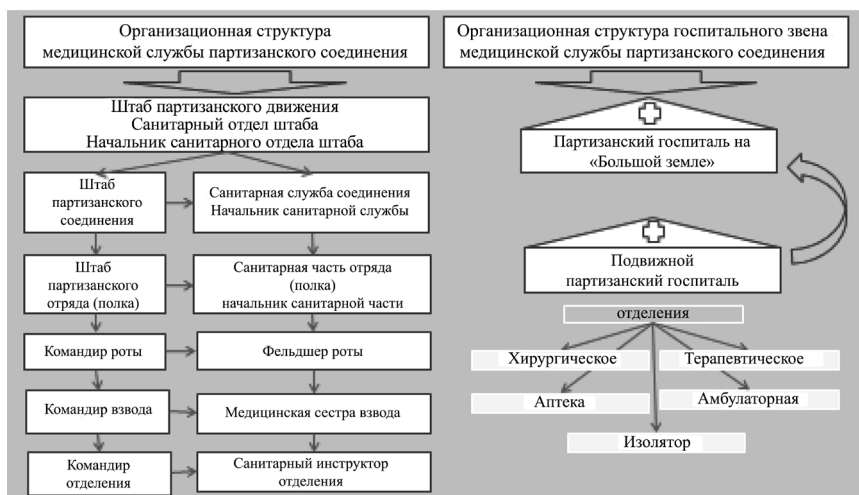 Организационная структура
медицинской службы партизанского соединения
Штаб партизанского движения
Санитарный отдел штаба
Начальник санитарного отдела штаба
Штаб
партизанского
соединения
Санитарная служба соединения
Начальник санитарной службы
Штаб
партизанского
отряда (полка)
Санитарная часть отряда
(полка)
начальник санитарной части
Командир роты
Фельдшер роты
Командир взвода
Медицинская сестра взвода
Командир
отделения
Санитарный инструктор
отделения
Организационная структура госпитального звена
медицинской службы партизанского соединения
Партизанский госпиталь на
«Большой земле»
Подвижной
партизанский госпиталь
отделения
Хирургическое
Терапевтическое
Аптека
Амбулаторная
Изолятор